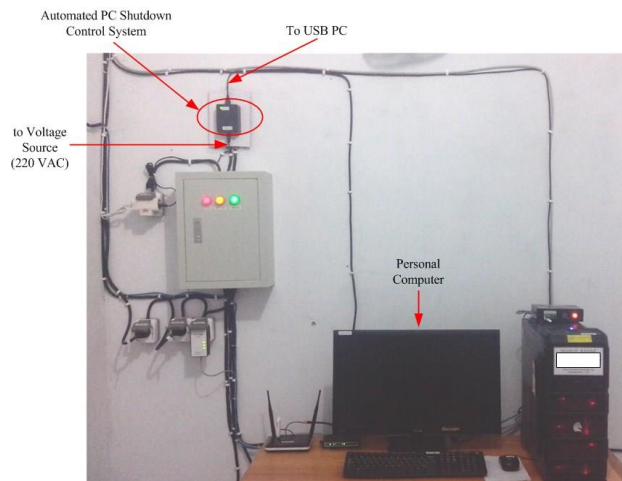 Automated PC Shutdown
Control System
To USB PC
to Voltage
Source
(220 VAC)
Personal
Computer